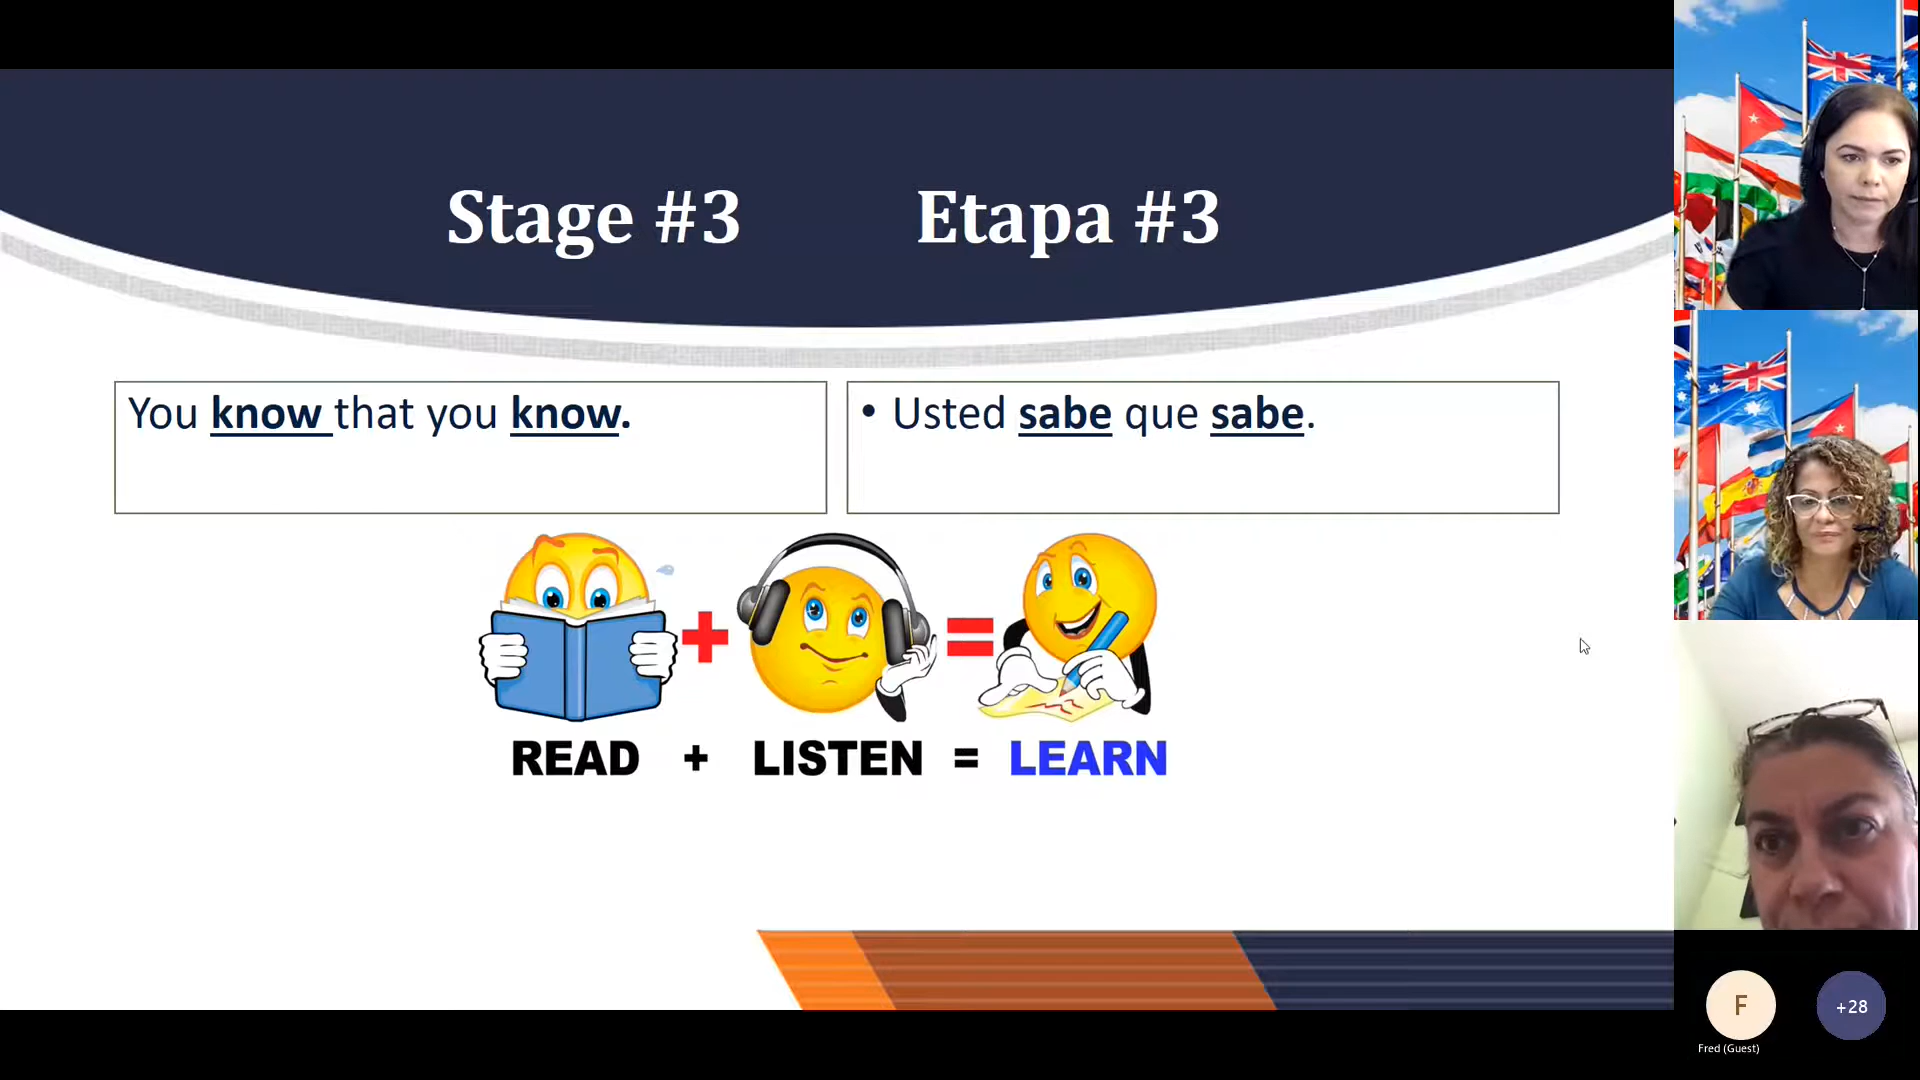 Stage #3 Etapa #3
You know that you know.
• Usted sabe que sabe.
READ + LISTEN = LEARN
F
+28
Fred (Guest)